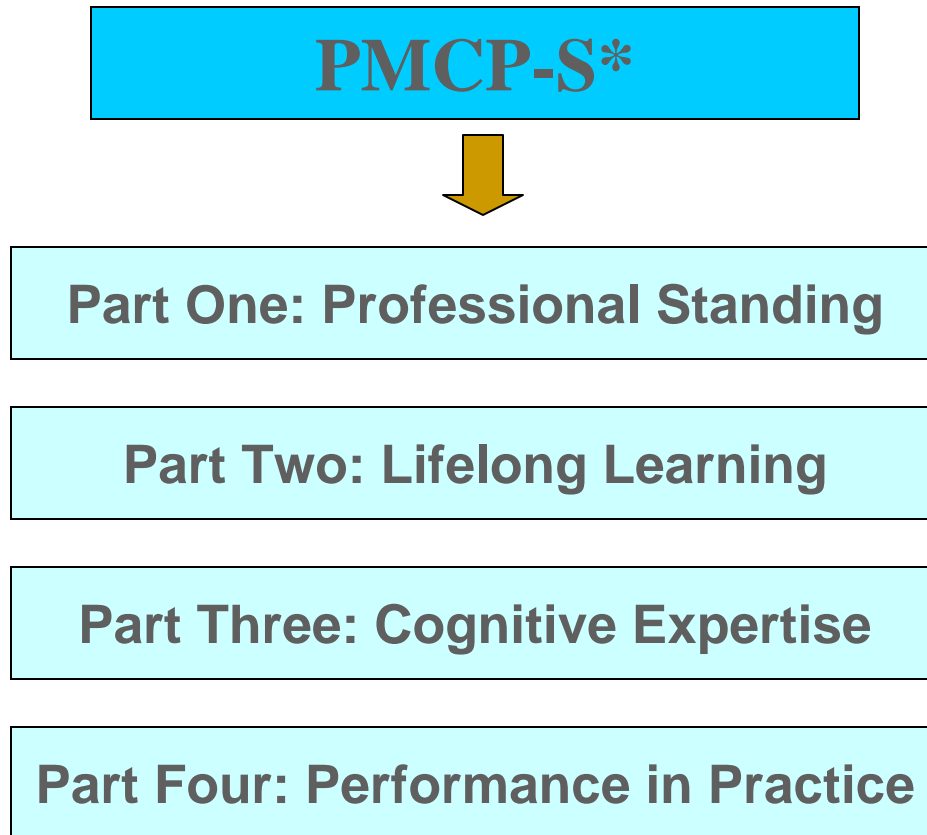 PMCP-S*
Part One: Professional Standing
Part Two: Lifelong Learning
Part Three: Cognitive Expertise
Part Four: Performance in Practice